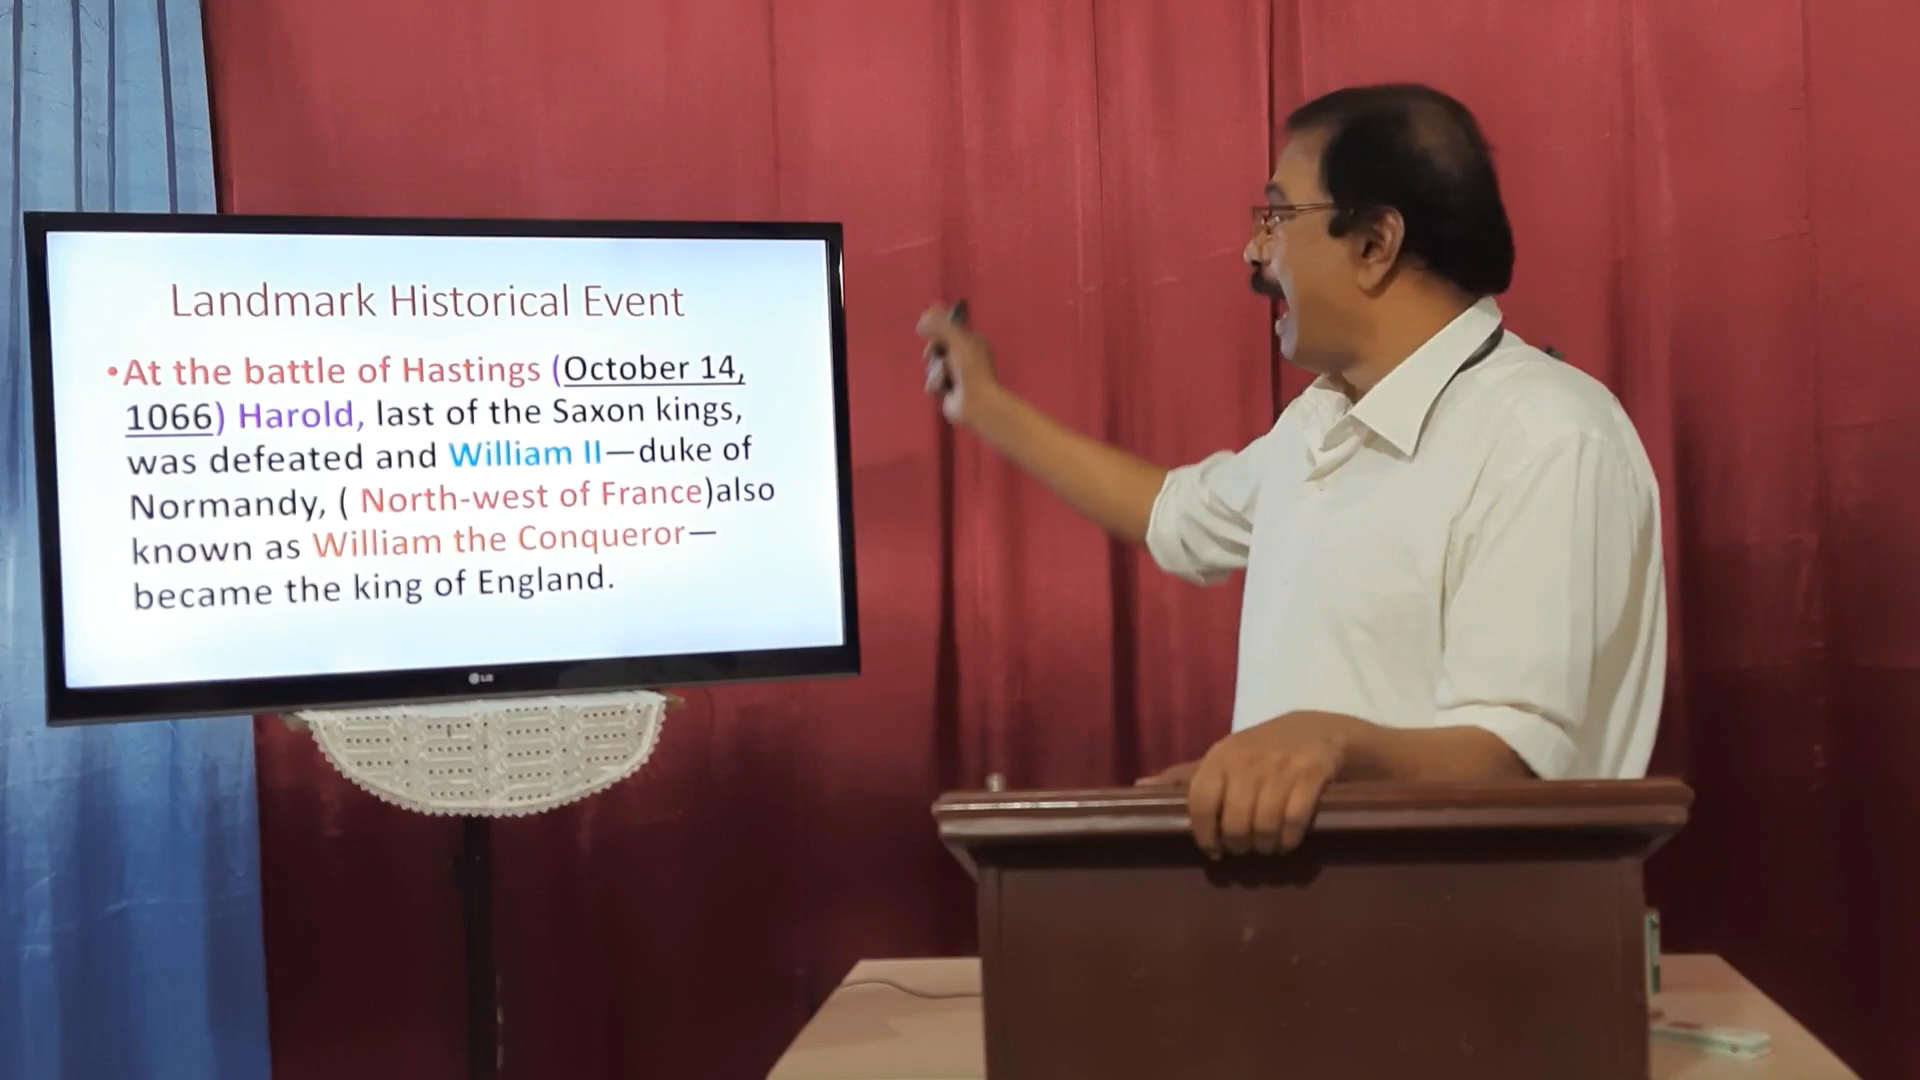 Landmark Historical Event
•At the battle of Hastings (October 14,
1066) Harold, last of the Saxon kings,
was defeated and William II—duke of
Normandy, ( North-west of France)also
known as William the Conqueror—
became the king of England.
LG